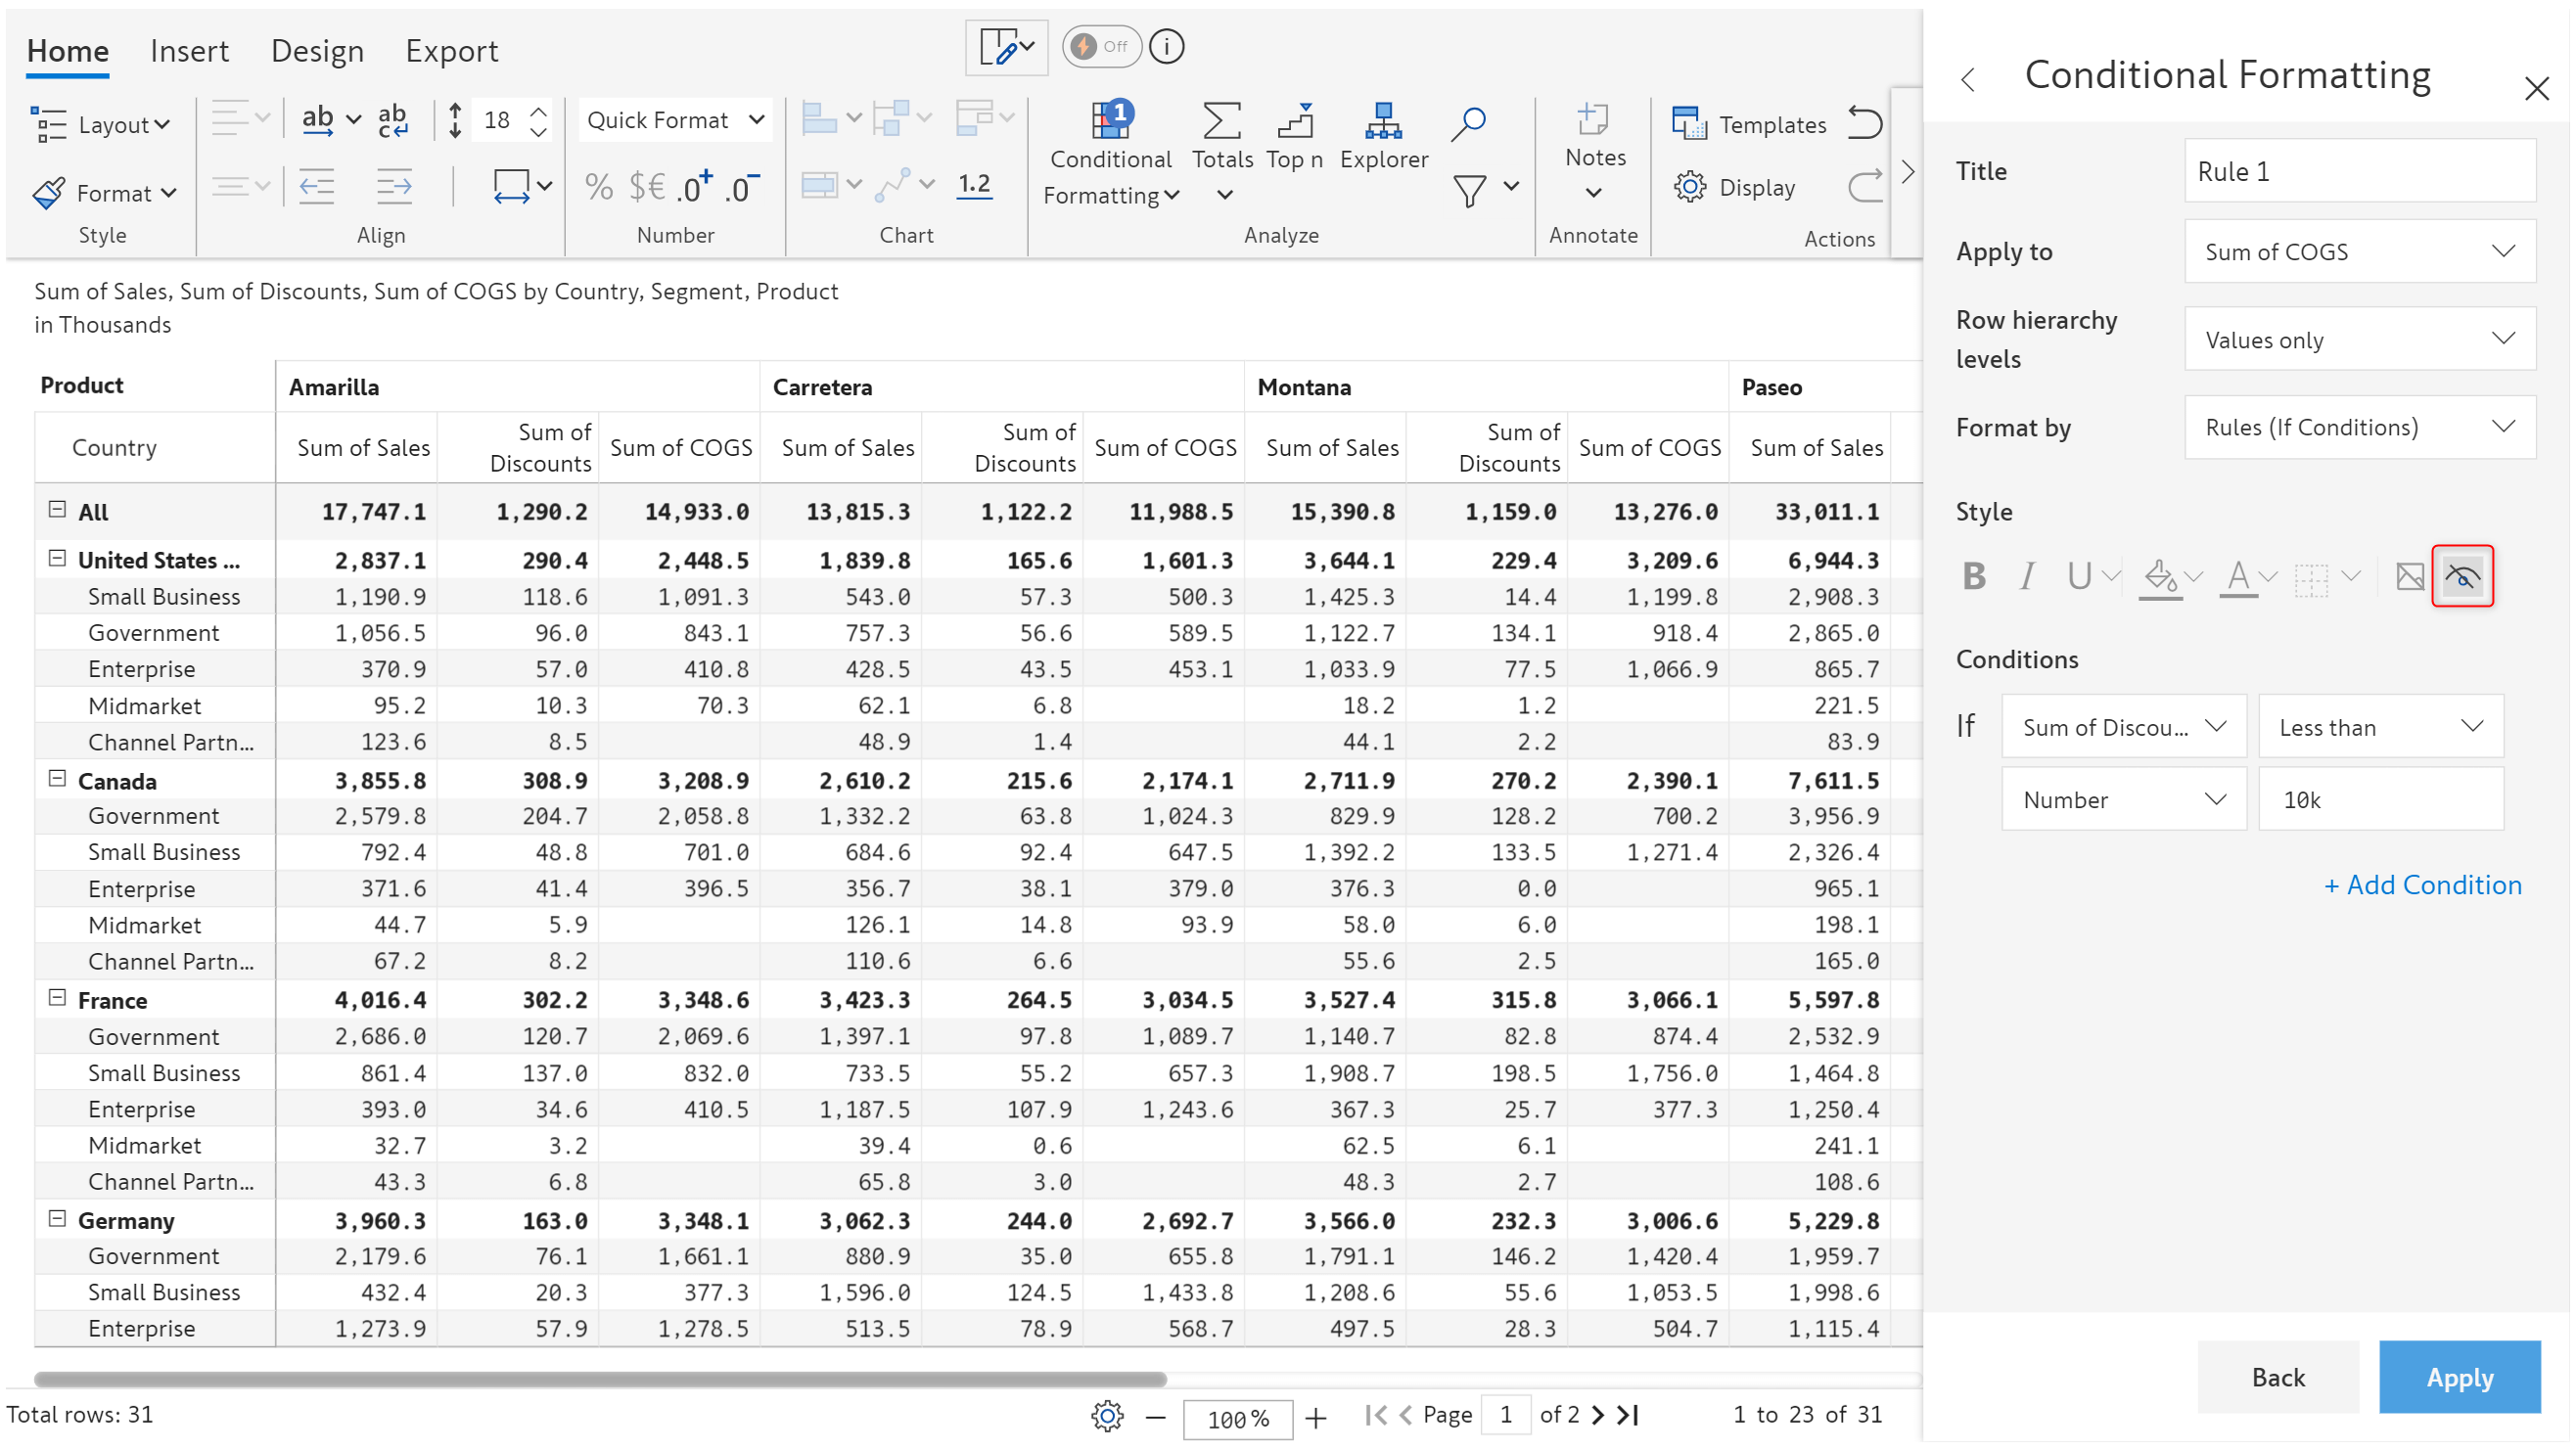 Home Insert Design Export
Off i
Layout
Format
Style
ab ab c 18
Align
Quick Format
% $€ .0+ .0-
Number
1.2
Chart
1
Conditional Formatting
Totals
Top n
Explorer
Analyze
Notes
Annotate
Templates
Display
Actions
Sum of Sales, Sum of Discounts, Sum of COGS by Country, Segment, Product
in Thousands
Product Amarilla Carretera Montana Paseo
Country Sum of Sales Sum of Discounts Sum of COGS Sum of Sales Sum of Discounts Sum of COGS Sum of Sales Sum of Discounts Sum of COGS Sum of Sales
All 17,747.1 1,290.2 14,933.0 13,815.3 1,122.2 11,988.5 15,390.8 1,159.0 13,276.0 33,011.1
United States ... 2,837.1 290.4 2,448.5 1,839.8 165.6 1,601.3 3,644.1 229.4 3,209.6 6,944.3
Small Business 1,190.9 118.6 1,091.3 543.0 57.3 500.3 1,425.3 14.4 1,199.8 2,908.3
Government 1,056.5 96.0 843.1 757.3 56.6 589.5 1,122.7 134.1 918.4 2,865.0
Enterprise 370.9 57.0 410.8 428.5 43.5 453.1 1,033.9 77.5 1,066.9 865.7
Midmarket 95.2 10.3 70.3 62.1 6.8 18.2 1.2 221.5
Channel Partn... 123.6 8.5 48.9 1.4 44.1 2.2 83.9
Canada 3,855.8 308.9 3,208.9 2,610.2 215.6 2,174.1 2,711.9 270.2 2,390.1 7,611.5
Government 2,579.8 204.7 2,058.8 1,332.2 63.8 1,024.3 829.9 128.2 700.2 3,956.9
Small Business 792.4 48.8 701.0 684.6 92.4 647.5 1,392.2 133.5 1,271.4 2,326.4
Enterprise 371.6 41.4 396.5 356.7 38.1 379.0 376.3 0.0 965.1
Midmarket 44.7 5.9 126.1 14.8 93.9 58.0 6.0 198.1
Channel Partn... 67.2 8.2 110.6 6.6 55.6 2.5 165.0
France 4,016.4 302.2 3,348.6 3,423.3 264.5 3,034.5 3,527.4 315.8 3,066.1 5,597.8
Government 2,686.0 120.7 2,069.6 1,397.1 97.8 1,089.7 1,140.7 82.8 874.4 2,532.9
Small Business 861.4 137.0 832.0 733.5 55.2 657.3 1,908.7 198.5 1,756.0 1,464.8
Enterprise 393.0 34.6 410.5 1,187.5 107.9 1,243.6 367.3 25.7 377.3 1,250.4
Midmarket 32.7 3.2 39.4 0.6 62.5 6.1 241.1
Channel Partn... 43.3 6.8 65.8 3.0 48.3 2.7 108.6
Germany 3,960.3 163.0 3,348.1 3,062.3 244.0 2,692.7 3,566.0 232.3 3,006.6 5,229.8
Government 2,179.6 76.1 1,661.1 880.9 35.0 655.8 1,791.1 146.2 1,420.4 1,959.7
Small Business 432.4 20.3 377.3 1,596.0 124.5 1,433.8 1,208.6 55.6 1,053.5 1,998.6
Enterprise 1,273.9 57.9 1,278.5 513.5 78.9 568.7 497.5 28.3 504.7 1,115.4
Total rows: 31 100% Page 1 of 2 1 to 23 of 31
Conditional Formatting
Title Rule 1
Apply to Sum of COGS
Row hierarchy levels Values only
Format by Rules (If Conditions)
Style
B I U A
Conditions
If Sum of Discou... Less than
Number 10k
+ Add Condition
Back Apply